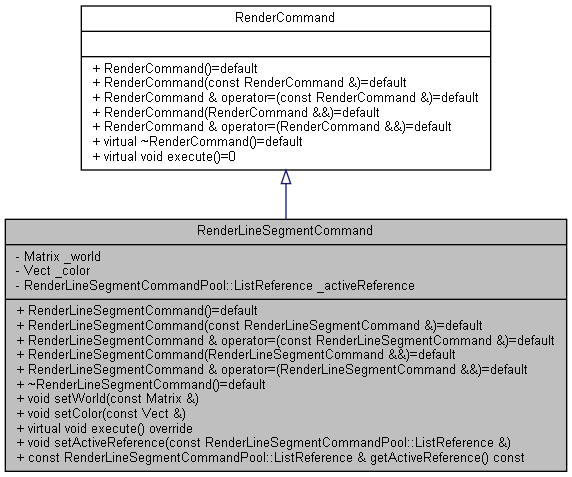 RenderCommand
+ RenderCommand()=default
+ RenderCommand(const RenderCommand &)=default
+ RenderCommand & operator=(const RenderCommand &)=default
+ RenderCommand(RenderCommand &&)=default
+ RenderCommand & operator=(RenderCommand &&)=default
+ virtual ~RenderCommand()=default
+ virtual void execute()=0
RenderLineSegmentCommand
- Matrix _world
- Vect _color
- RenderLineSegmentCommandPool::ListReference _activeReference
+ RenderLineSegmentCommand()=default
+ RenderLineSegmentCommand(const RenderLineSegmentCommand &)=default
+ RenderLineSegmentCommand & operator=(const RenderLineSegmentCommand &)=default
+ RenderLineSegmentCommand(RenderLineSegmentCommand &&)=default
+ RenderLineSegmentCommand & operator=(RenderLineSegmentCommand &&)=default
+ ~RenderLineSegmentCommand()=default
+ void setWorld(const Matrix &)
+ void setColor(const Vect &)
+ virtual void execute() override
+ void setActiveReference(const RenderLineSegmentCommandPool::ListReference &)
+ const RenderLineSegmentCommandPool::ListReference & getActiveReference() const